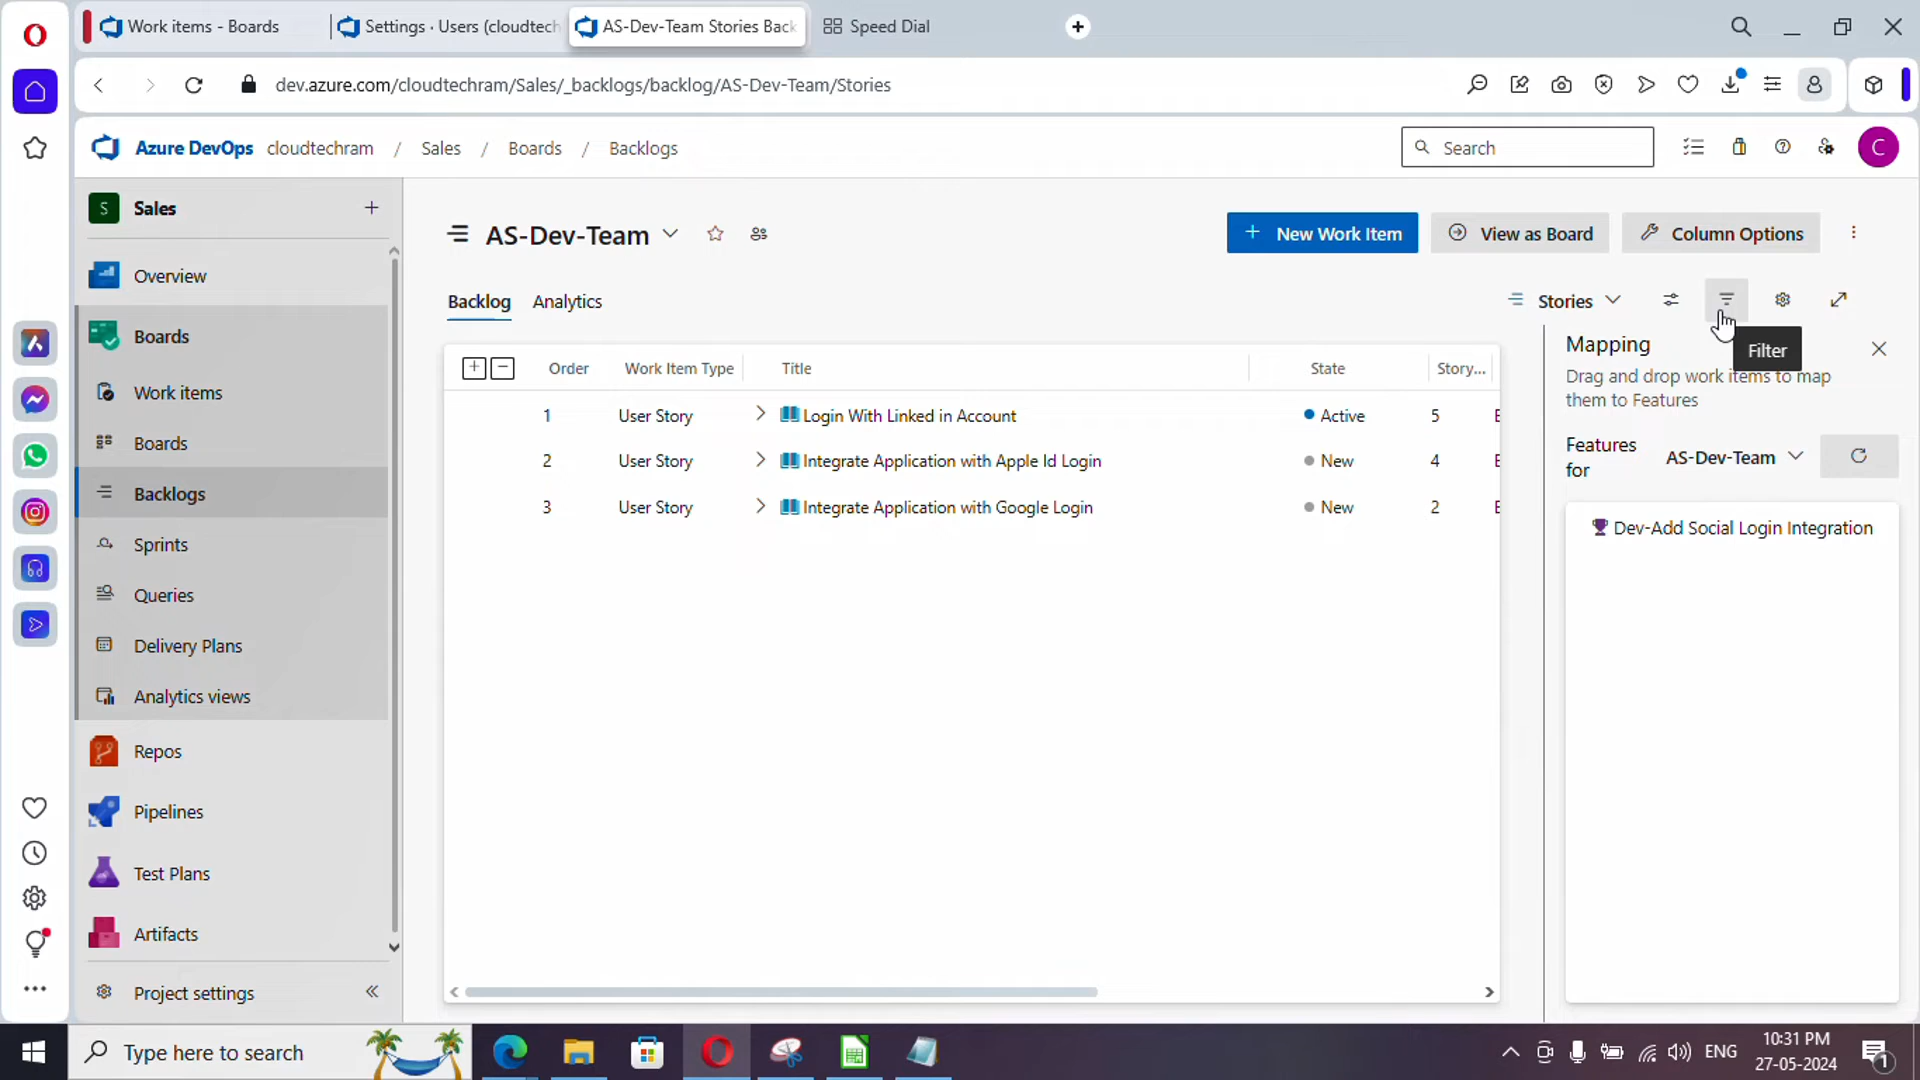 Work items - Boards
Settings · Users (cloudtech
AS-Dev-Team Stories Back
Speed Dial
dev.azure.com/cloudtechram/Sales/_backlogs/backlog/AS-Dev-Team/Stories
Azure DevOps cloudtechram / Sales / Boards / Backlogs
Search
C
S Sales
Overview
Boards
Work items
Boards
Backlogs
Sprints
Queries
Delivery Plans
Analytics views
Repos
Pipelines
Test Plans
Artifacts
Project settings
AS-Dev-Team
New Work Item
View as Board
Column Options
Backlog Analytics
Stories
Filter
Order Work Item Type Title State Story...
1 User Story Login With Linked in Account Active 5 E
2 User Story Integrate Application with Apple Id Login New 4 E
3 User Story Integrate Application with Google Login New 2 E
Mapping
Drag and drop work items to map
them to Features
Features
for
AS-Dev-Team
Dev-Add Social Login Integration
Type here to search
ENG
10:31 PM
27-05-2024
1